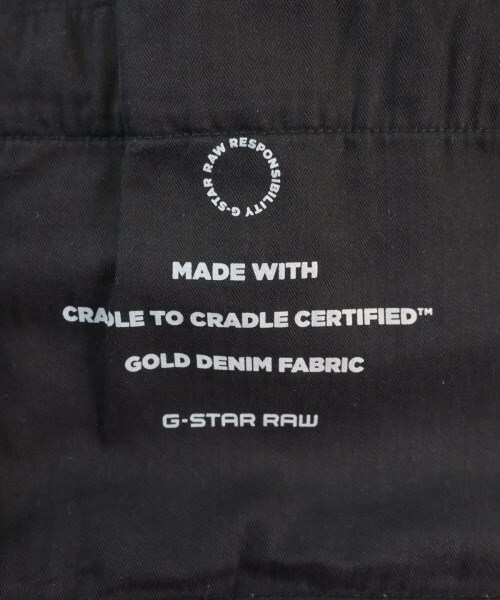 G-STAR RAW RESPONSIBILITY
MADE WITH
CRADLE TO CRADLE CERTIFIED™
GOLD DENIM FABRIC
G-STAR RAW